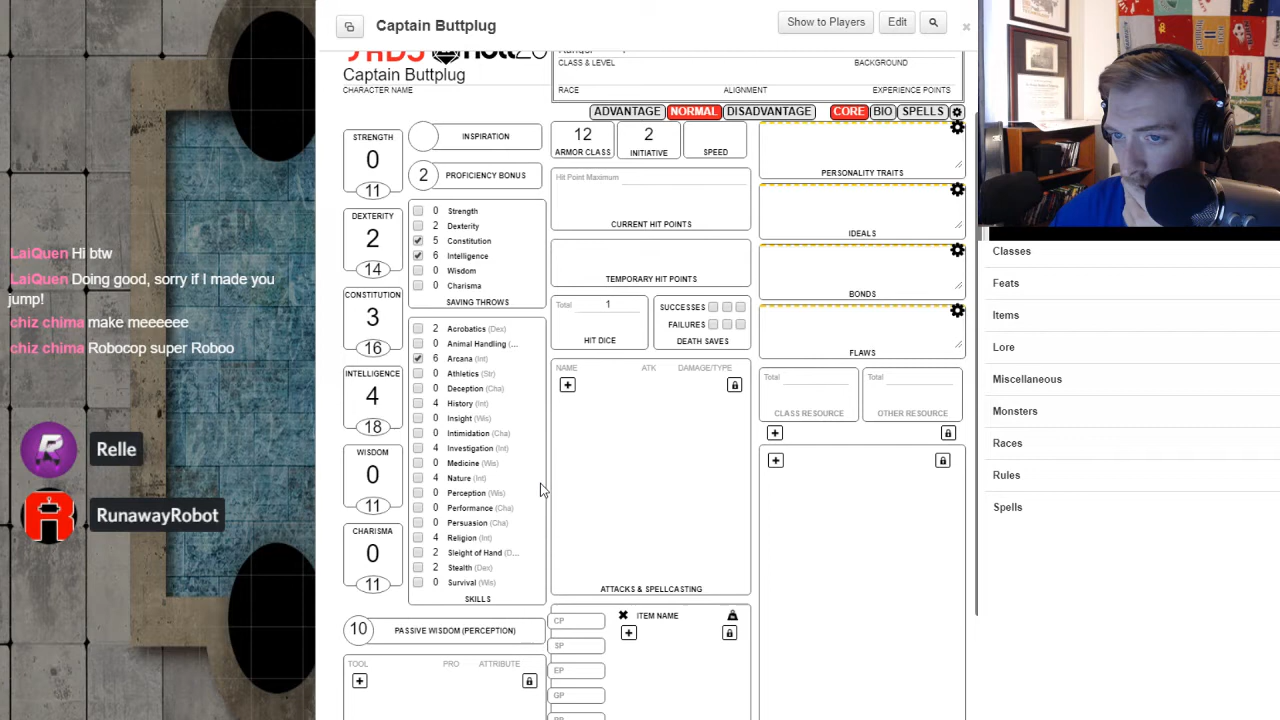 Captain Buttplug
Show to Players
Edit
Captain Buttplug
CHARACTER NAME
CLASS & LEVEL
BACKGROUND
RACE
ALIGNMENT
EXPERIENCE POINTS
ADVANTAGE NORMAL DISADVANTAGE
CORE BIO SPELLS
STRENGTH
0
11
DEXTERITY
2
14
CONSTITUTION
3
16
INTELLIGENCE
4
18
WISDOM
0
11
CHARISMA
0
11
INSPIRATION
2 PROFICIENCY BONUS
0 Strength
2 Dexterity
5 Constitution
6 Intelligence
0 Wisdom
0 Charisma
SAVING THROWS
2 Acrobatics (Dex)
0 Animal Handling (...
6 Arcana (Int)
0 Athletics (Str)
0 Deception (Cha)
4 History (Int)
0 Insight (Wis)
0 Intimidation (Cha)
4 Investigation (Int)
0 Medicine (Wis)
4 Nature (Int)
0 Perception (Wis)
0 Performance (Cha)
0 Persuasion (Cha)
4 Religion (Int)
2 Sleight of Hand (D...
2 Stealth (Dex)
0 Survival (Wis)
SKILLS
10 PASSIVE WISDOM (PERCEPTION)
TOOL PRO ATTRIBUTE
12
ARMOR CLASS
2
INITIATIVE
SPEED
Hit Point Maximum
CURRENT HIT POINTS
TEMPORARY HIT POINTS
Total 1
HIT DICE
SUCCESSES
FAILURES
DEATH SAVES
NAME ATK DAMAGE/TYPE
ATTACKS & SPELLCASTING
CP
SP
EP
GP
ITEM NAME
PERSONALITY TRAITS
IDEALS
BONDS
FLAWS
Total
CLASS RESOURCE
Total
OTHER RESOURCE
Classes
Feats
Items
Lore
Miscellaneous
Monsters
Races
Rules
Spells
LaiQuen Hi btw
LaiQuen Doing good, sorry if I made you
jump!
chiz chima make meeeeee
chiz chima Robocop super Roboo
Relle
RunawayRobot